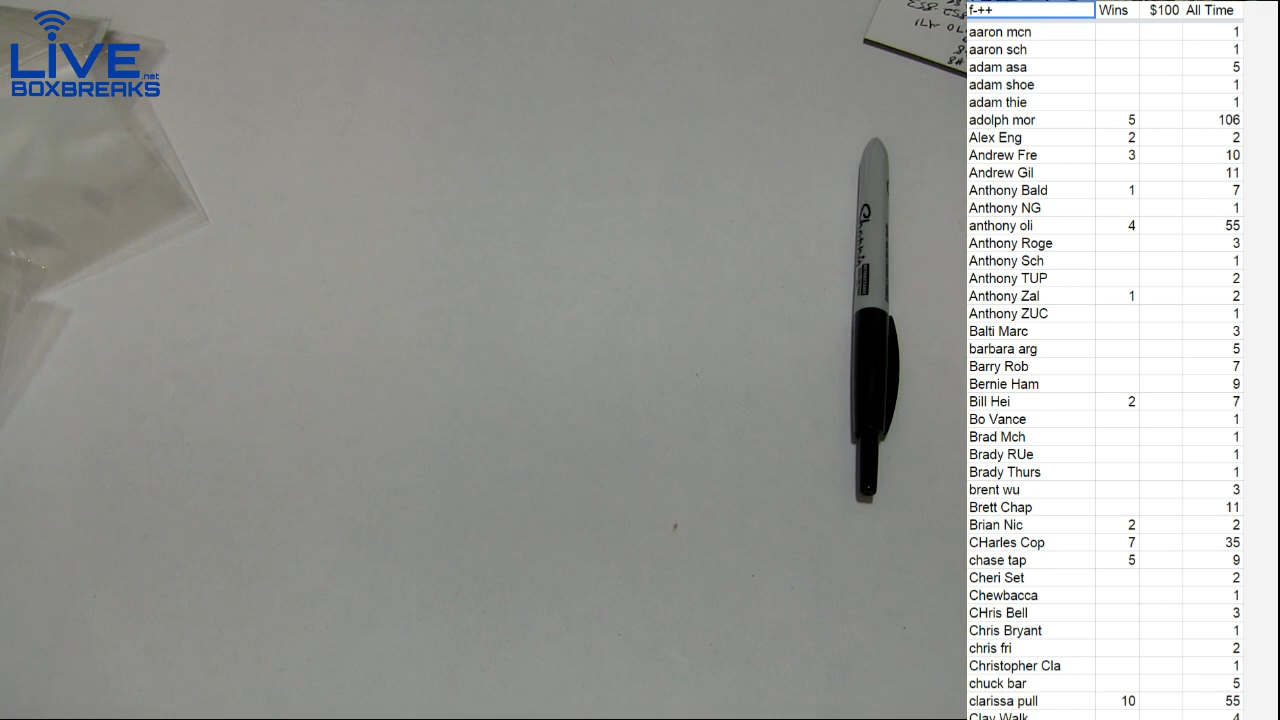 LIVE
.net
BOXBREAKS
f-++ Wins $100 All Time
aaron mcn 1
aaron sch 1
adam asa 5
adam shoe 1
adam thie 1
adolph mor 5 106
Alex Eng 2 2
Andrew Fre 3 10
Andrew Gil 11
Anthony Bald 1 7
Anthony NG 1
anthony oli 4 55
Anthony Roge 3
Anthony Sch 1
Anthony TUP 2
Anthony Zal 1 2
Anthony ZUC 1
Balti Marc 3
barbara arg 5
Barry Rob 7
Bernie Ham 9
Bill Hei 2 7
Bo Vance 1
Brad Mch 1
Brady RUe 1
Brady Thurs 1
brent wu 3
Brett Chap 11
Brian Nic 2 2
CHarles Cop 7 35
chase tap 5 9
Cheri Set 2
Chewbacca 1
CHris Bell 3
Chris Bryant 1
chris fri 2
Christopher Cla 1
chuck bar 5
clarissa pull 10 55
Clay Walk 4
Sharpie